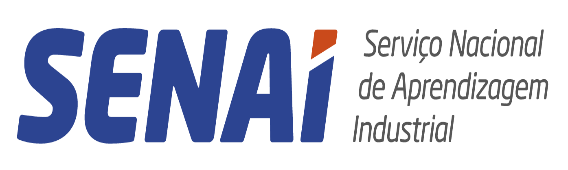 SENAI
Serviço Nacional
de Aprendizagem
Industrial